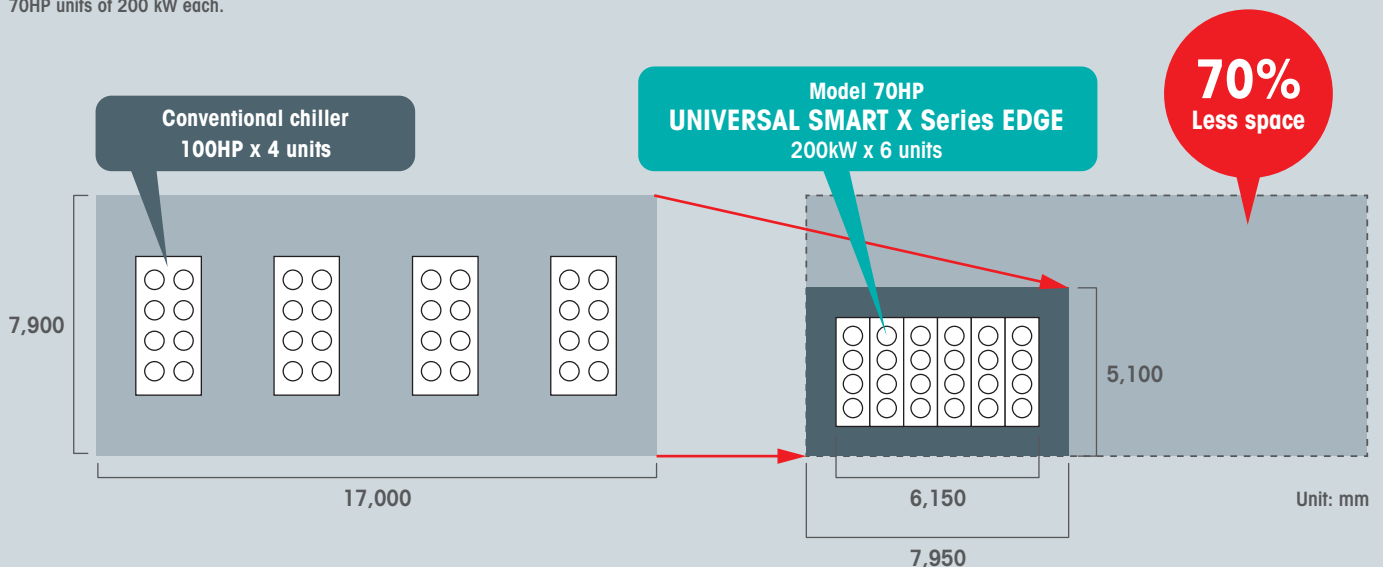 70HP units of 200 kW each.
70%
Less space
Conventional chiller
100HP x 4 units
Model 70HP
UNIVERSAL SMART X Series EDGE
200kW x 6 units
7,900
5,100
17,000
6,150
Unit: mm
7,950